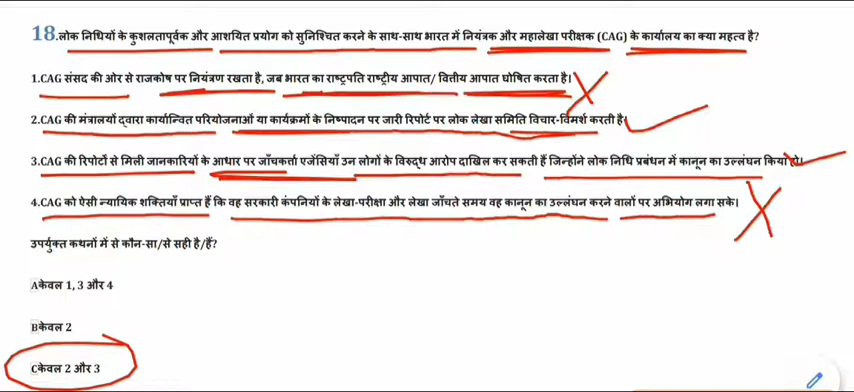 18.लोक निधियों के कुशलतापूर्वक और आशयित प्रयोग को सुनिश्चित करने के साथ-साथ भारत में नियंत्रक और महालेखा परीक्षक (CAG) के कार्यालय का क्या महत्व है?
1.CAG संसद की ओर से राजकोष पर नियंत्रण रखता है, जब भारत का राष्ट्रपति राष्ट्रीय आपात/ वित्तीय आपात घोषित करता है।
2.CAG की मंत्रालयों द्वारा कार्यान्वित परियोजनाओं या कार्यक्रमों के निष्पादन पर जारी रिपोर्ट पर लोक लेखा समिति विचार-विमर्श करती है।
3.CAG की रिपोर्टों से मिली जानकारियों के आधार पर जाँचकर्त्ता एजेंसियाँ उन लोगों के विरुद्ध आरोप दाखिल कर सकती हैं जिन्होंने लोक निधि प्रबंधन में कानून का उल्लंघन किया हो।
4.CAG को ऐसी न्यायिक शक्तियाँ प्राप्त हैं कि वह सरकारी कंपनियों के लेखा-परीक्षा और लेखा जाँचते समय वह कानून का उल्लंघन करने वालों पर अभियोग लगा सके।
उपर्युक्त कथनों में से कौन-सा/से सही है/हैं?
Aकेवल 1, 3 और 4
Bकेवल 2
Cकेवल 2 और 3